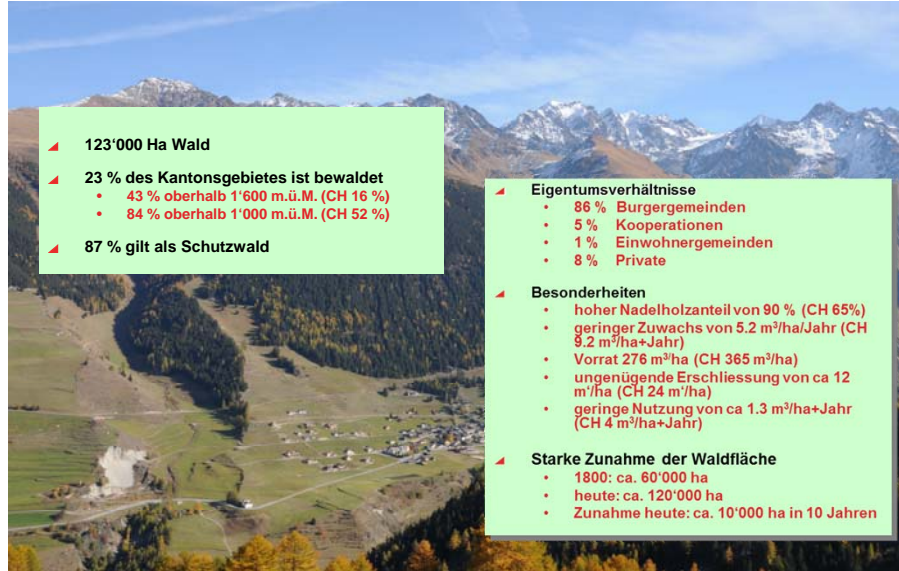 123‘000 Ha Wald
23 % des Kantonsgebietes ist bewaldet
• 43 % oberhalb 1‘600 m.ü.M. (CH 16 %)
• 84 % oberhalb 1‘000 m.ü.M. (CH 52 %)
87 % gilt als Schutzwald
Eigentumsverhältnisse
• 86 % Burgergemeinden
• 5 % Kooperationen
• 1 % Einwohnergemeinden
• 8 % Private
Besonderheiten
• hoher Nadelholzanteil von 90 % (CH 65%)
• geringer Zuwachs von 5.2 m³/ha/Jahr (CH
9.2 m³/ha+Jahr)
• Vorrat 276 m³/ha (CH 365 m³/ha)
• ungenügende Erschliessung von ca 12
m‘/ha (CH 24 m‘/ha)
• geringe Nutzung von ca 1.3 m³/ha+Jahr
(CH 4 m³/ha+Jahr)
Starke Zunahme der Waldfläche
• 1800: ca. 60‘000 ha
• heute: ca. 120‘000 ha
• Zunahme heute: ca. 10‘000 ha in 10 Jahren